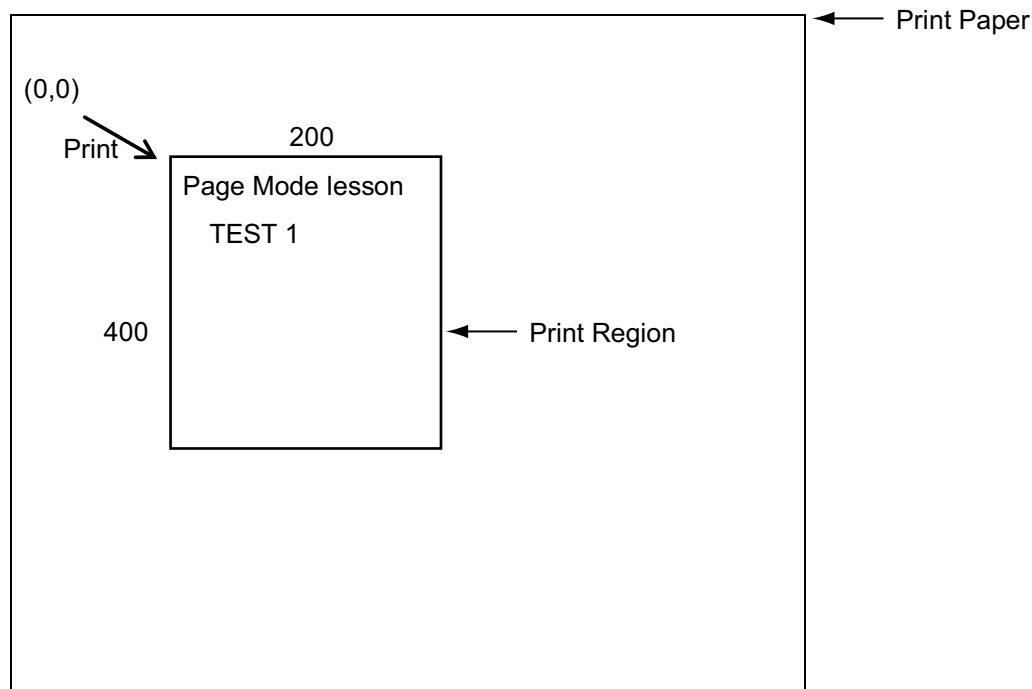 Print Paper
(0,0)
Print
200
Page Mode lesson
TEST 1
400
Print Region